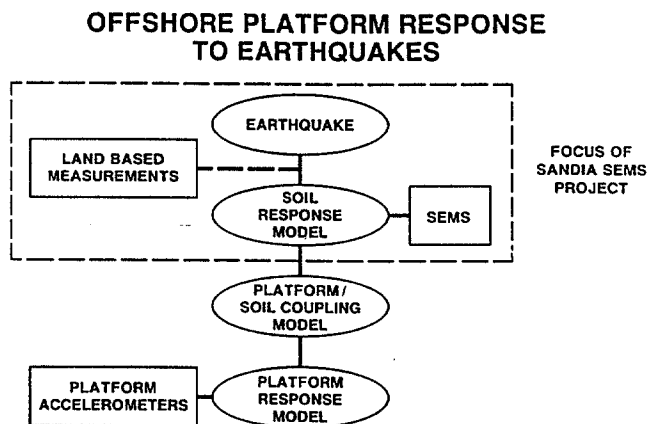 OFFSHORE PLATFORM RESPONSE
TO EARTHQUAKES
EARTHQUAKE
LAND BASED
MEASUREMENTS
FOCUS OF
SANDIA SEMS
PROJECT
SOIL
RESPONSE
MODEL
SEMS
PLATFORM/
SOIL COUPLING
MODEL
PLATFORM
ACCELEROMETERS
PLATFORM
RESPONSE
MODEL